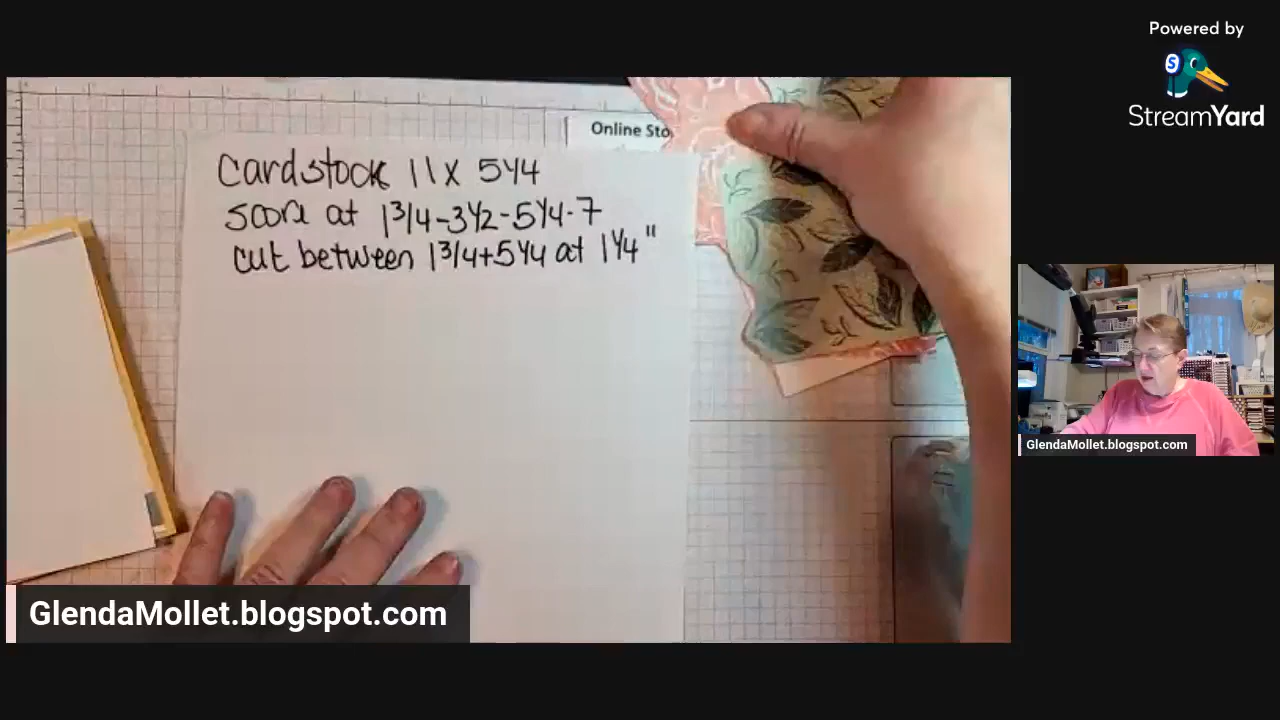 Powered by
StreamYard
Online Sto
Cardstock 11 x 5 1/4
score at 1 3/4 - 3 1/2 - 5 1/4 - 7
cut between 1 3/4 + 5 1/4 at 1 1/4"
GlendaMollet.blogspot.com
GlendaMollet.blogspot.com